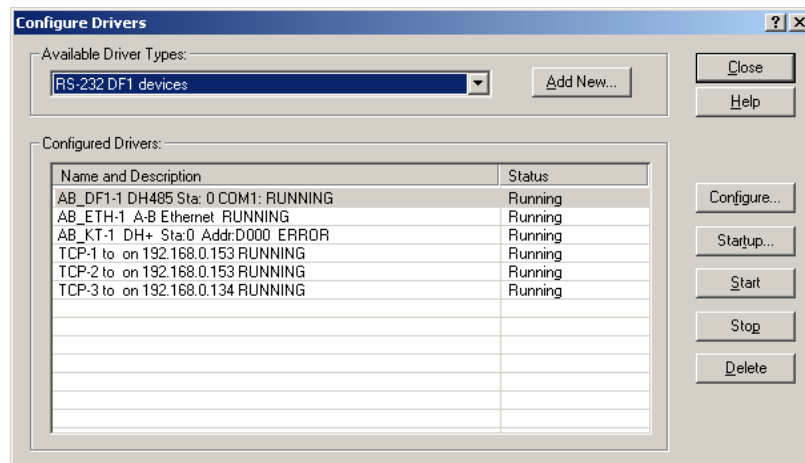 Configure Drivers
Available Driver Types:
RS-232 DF1 devices
Add New...
Close
Help
Configured Drivers:
Name and Description Status
AB_DF1-1 DH485 Sta: 0 COM1: RUNNING Running
AB_ETH-1 A-B Ethernet RUNNING Running
AB_KT-1 DH+ Sta:0 Addr:D000 ERROR Running
TCP-1 to on 192.168.0.153 RUNNING Running
TCP-2 to on 192.168.0.153 RUNNING Running
TCP-3 to on 192.168.0.134 RUNNING Running
Configure...
Startup...
Start
Stop
Delete